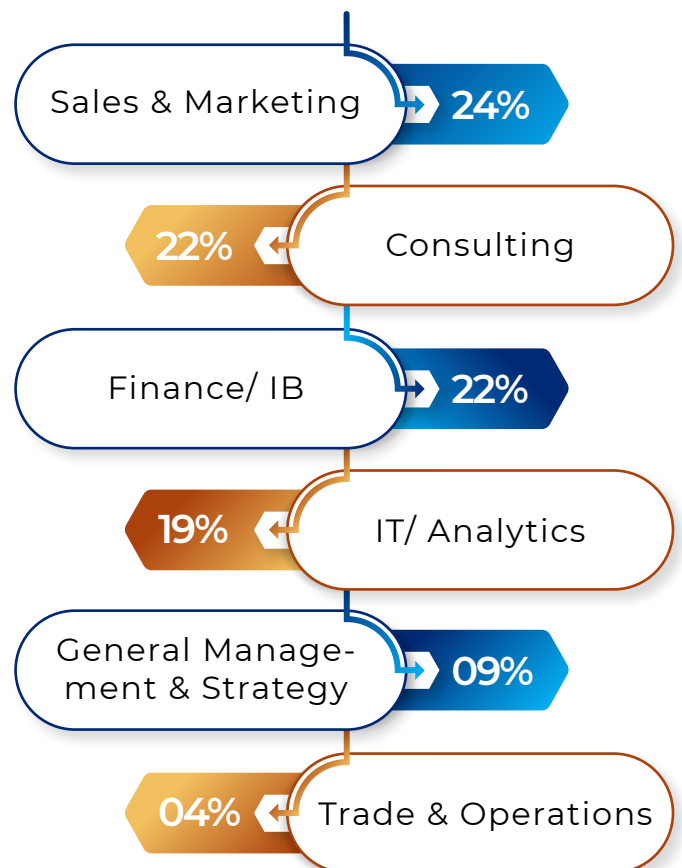 Sales & Marketing
24%
22%
Consulting
Finance/ IB
22%
19%
IT/ Analytics
General Manage-
ment & Strategy
09%
04%
Trade & Operations